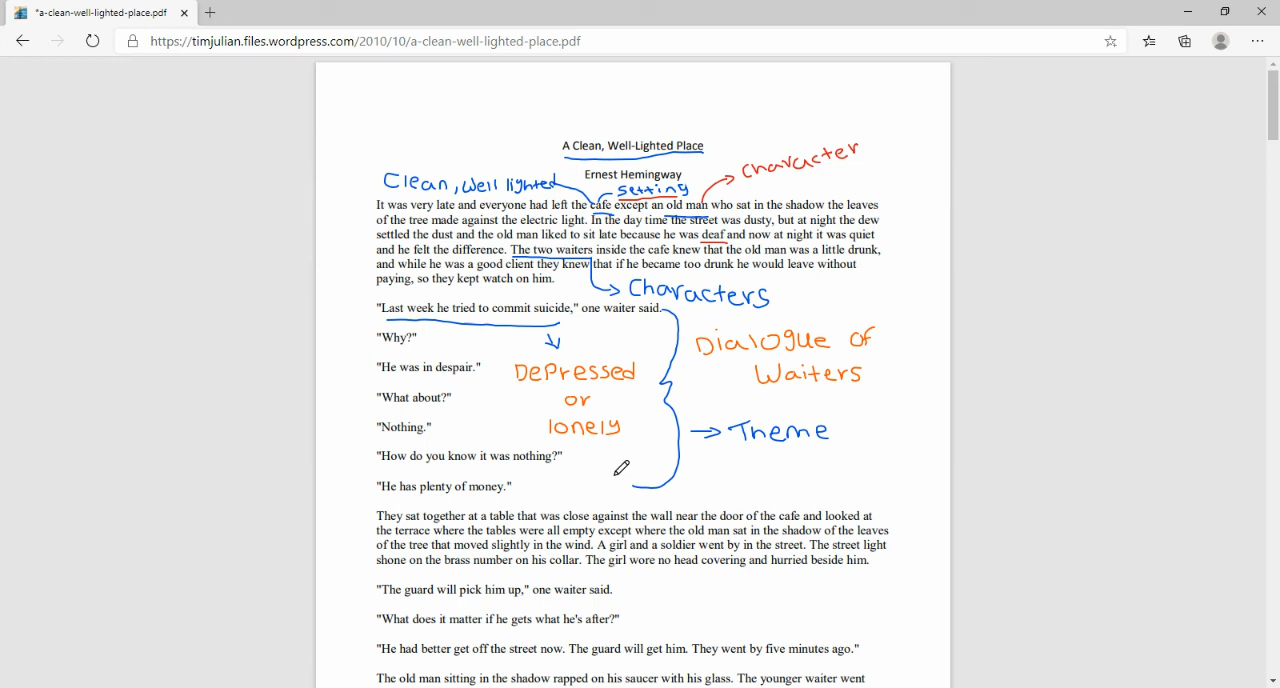 *a-clean-well-lighted-place.pdf
https://timjulian.files.wordpress.com/2010/10/a-clean-well-lighted-place.pdf
A Clean, Well-Lighted Place
Character
Ernest Hemingway
Clean, Well lighted
setting
It was very late and everyone had left the cafe except an old man who sat in the shadow the leaves
of the tree made against the electric light. In the day time the street was dusty, but at night the dew
settled the dust and the old man liked to sit late because he was deaf and now at night it was quiet
and he felt the difference. The two waiters inside the cafe knew that the old man was a little drunk,
and while he was a good client they knew that if he became too drunk he would leave without
paying, so they kept watch on him.
Characters
"Last week he tried to commit suicide," one waiter said.
"Why?"
Dialogue of
Waiters
"He was in despair."
Depressed
or
lonely
"What about?"
"Nothing."
Theme
"How do you know it was nothing?"
"He has plenty of money."
They sat together at a table that was close against the wall near the door of the cafe and looked at
the terrace where the tables were all empty except where the old man sat in the shadow of the leaves
of the tree that moved slightly in the wind. A girl and a soldier went by in the street. The street light
shone on the brass number on his collar. The girl wore no head covering and hurried beside him.
"The guard will pick him up," one waiter said.
"What does it matter if he gets what he's after?"
"He had better get off the street now. The guard will get him. They went by five minutes ago."
The old man sitting in the shadow rapped on his saucer with his glass. The younger waiter went